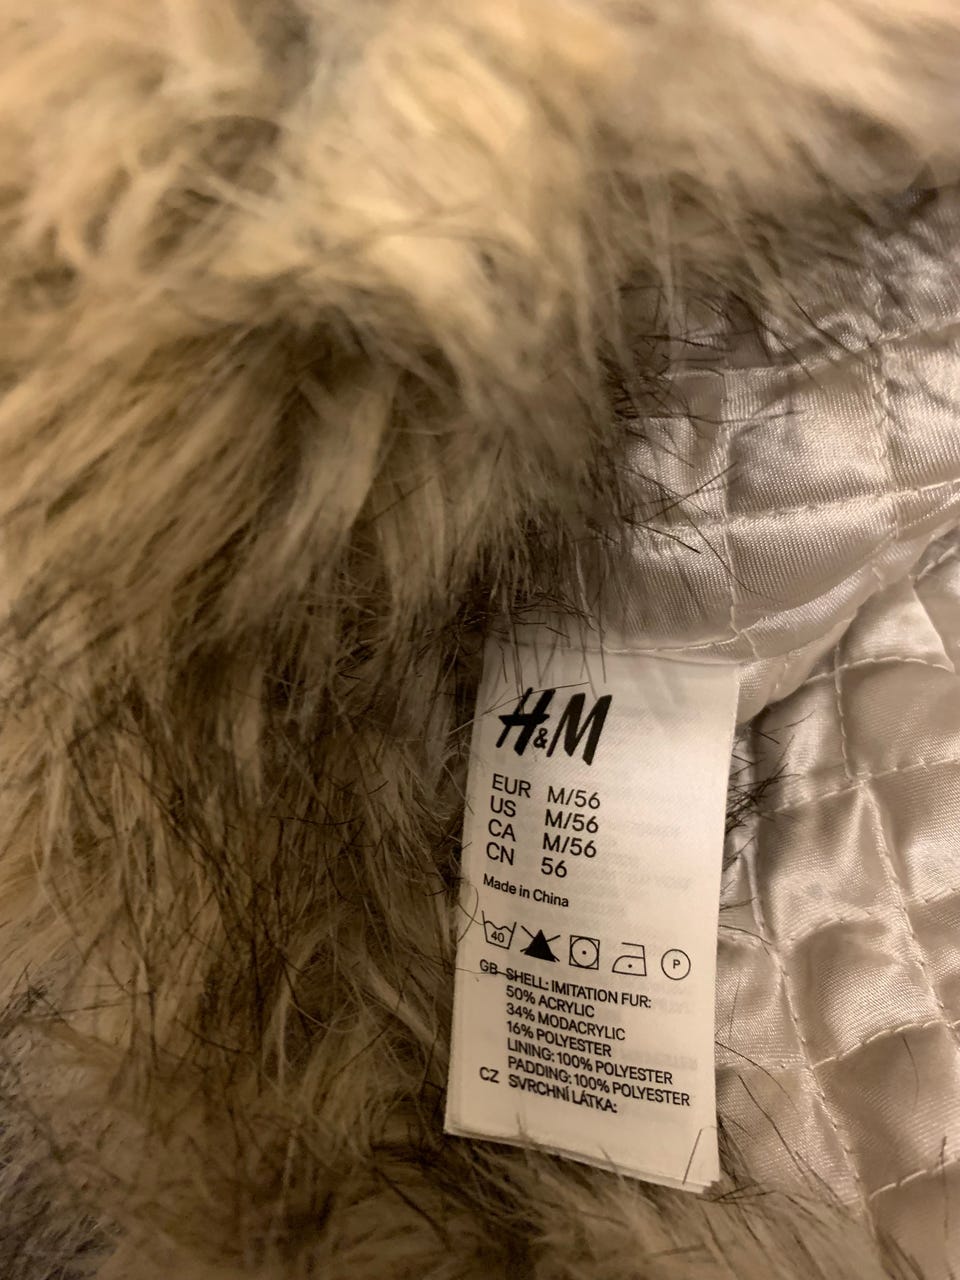 H&M
EUR M/56
US M/56
CA M/56
CN 56
Made in China
40 P
GB SHELL: IMITATION FUR:
50% ACRYLIC
34% MODACRYLIC
16% POLYESTER
LINING: 100% POLYESTER
PADDING: 100% POLYESTER
CZ SVRCHNÍ LÁTKA: